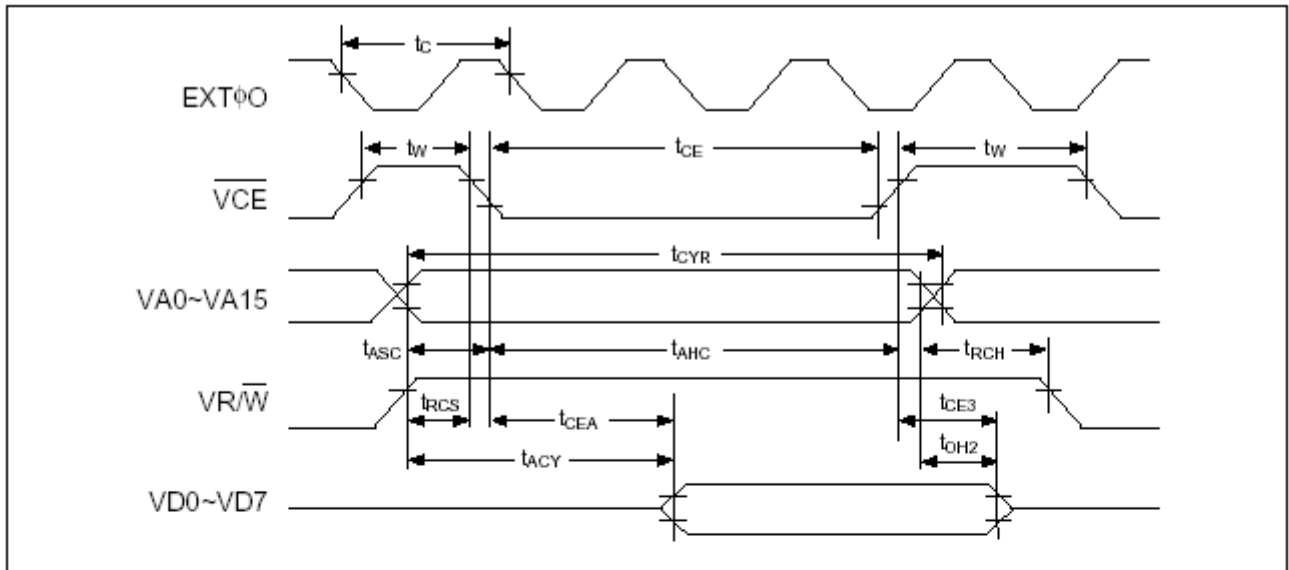 tC
EXTϕO
tW
tCE
tW
V̅C̅E̅
tCYR
VA0~VA15
tASC
tAHC
tRCH
VR/W̅
tRCS
tCEA
tCE3
tACY
tOH2
VD0~VD7